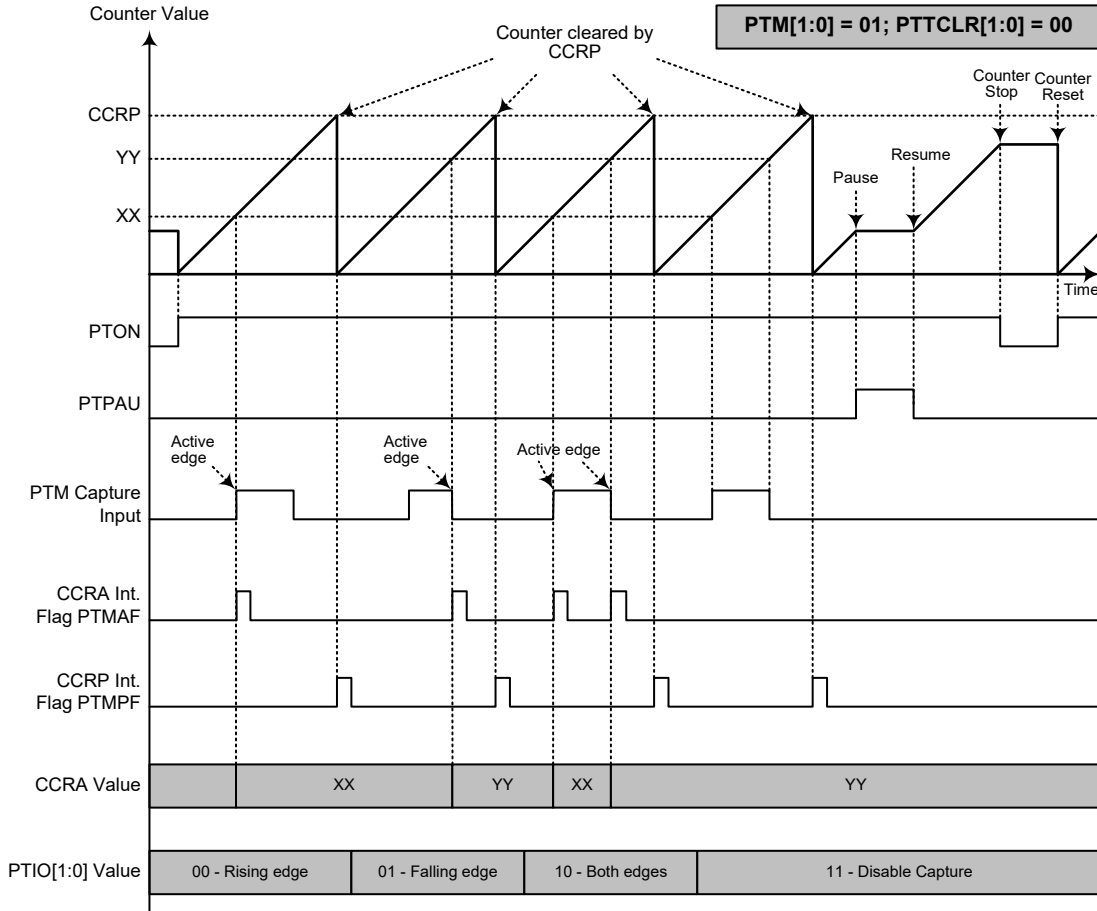 Counter Value
PTM[1:0] = 01; PTTCLR[1:0] = 00
Counter cleared by
CCRP
Counter
Stop
Counter
Reset
CCRP
YY
Resume
Pause
XX
Time
PTON
PTPAU
Active
edge
Active
edge
Active edge
PTM Capture
Input
CCRA Int.
Flag PTMAF
CCRP Int.
Flag PTMPF
CCRA Value
XX
YY
XX
YY
PTIO[1:0] Value
00 - Rising edge
01 - Falling edge
10 - Both edges
11 - Disable Capture